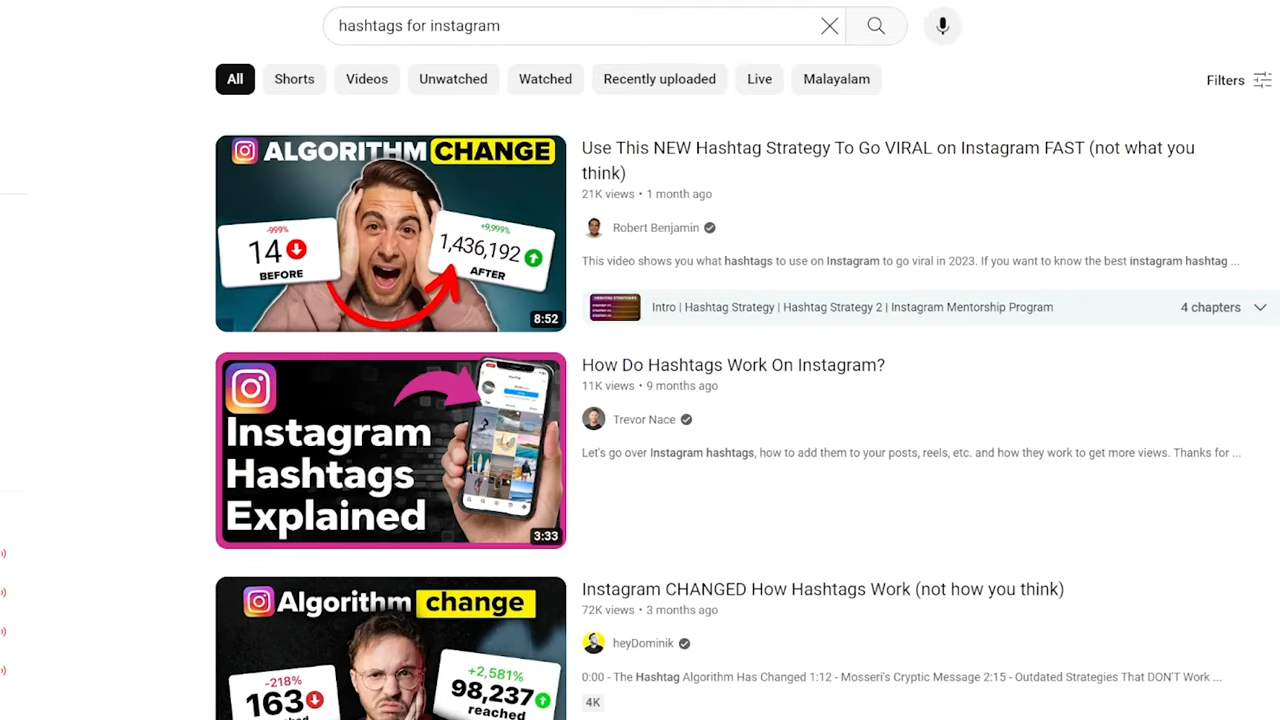 hashtags for instagram
All
Shorts
Videos
Unwatched
Watched
Recently uploaded
Live
Malayalam
Filters
ALGORITHM CHANGE
-999%
14
BEFORE
+9,999%
1,436,192
AFTER
8:52
Use This NEW Hashtag Strategy To Go VIRAL on Instagram FAST (not what you
think)
21K views • 1 month ago
Robert Benjamin
This video shows you what hashtags to use on Instagram to go viral in 2023. If you want to know the best instagram hashtag ...
HASHTAG STRATEGIES
Intro | Hashtag Strategy | Hashtag Strategy 2 | Instagram Mentorship Program
4 chapters
Instagram
Hashtags
Explained
3:33
How Do Hashtags Work On Instagram?
11K views • 9 months ago
Trevor Nace
Let's go over Instagram hashtags, how to add them to your posts, reels, etc. and how they work to get more views. Thanks for ...
Algorithm change
-218%
163
+2,581%
98,237
reached
Instagram CHANGED How Hashtags Work (not how you think)
72K views • 3 months ago
heyDominik
0:00 - The Hashtag Algorithm Has Changed 1:12 - Mosseri's Cryptic Message 2:15 - Outdated Strategies That DON'T Work ...
4K